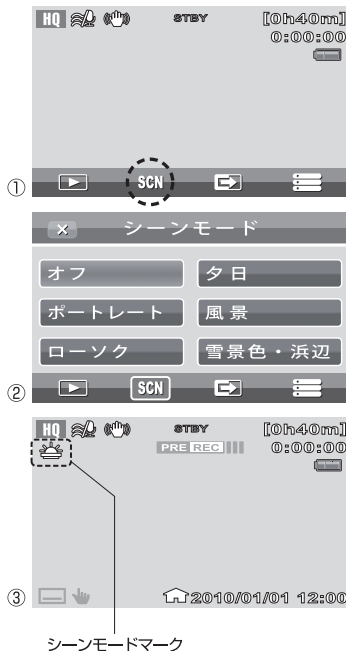 HQ STBY [0h40m]
0:00:00
① SCN
× シーンモード
オフ 夕日
ポートレート 風景
ローソク 雪景色・浜辺
② SCN
HQ STBY [0h40m]
PRE REC 0:00:00
③ 2010/01/01 12:00
シーンモードマーク